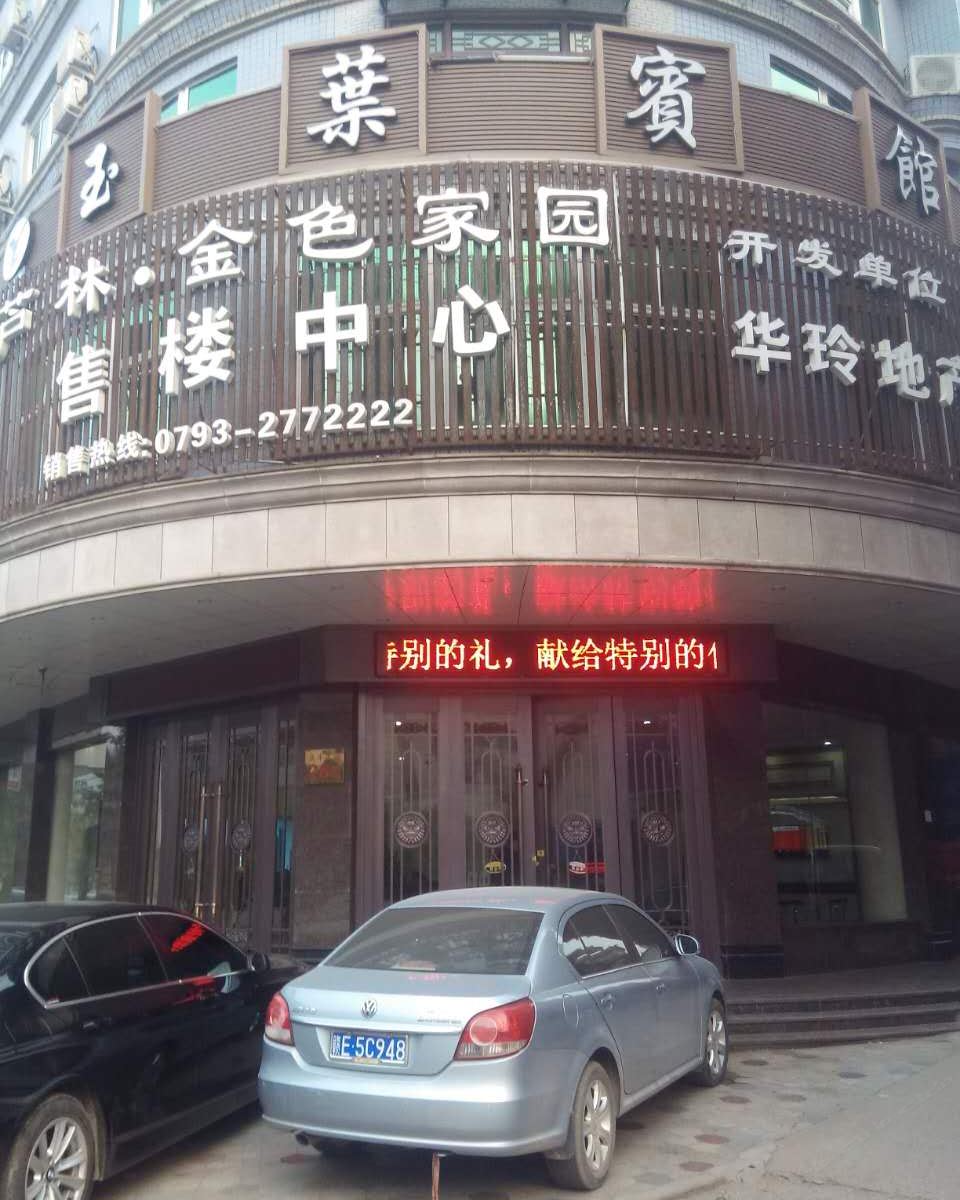 玉葉賓館
芦林·金色家园
售楼中心
销售热线:0793-2772222
开发单位
华玲地产
特别的礼，献给特别的
赣E·5C948